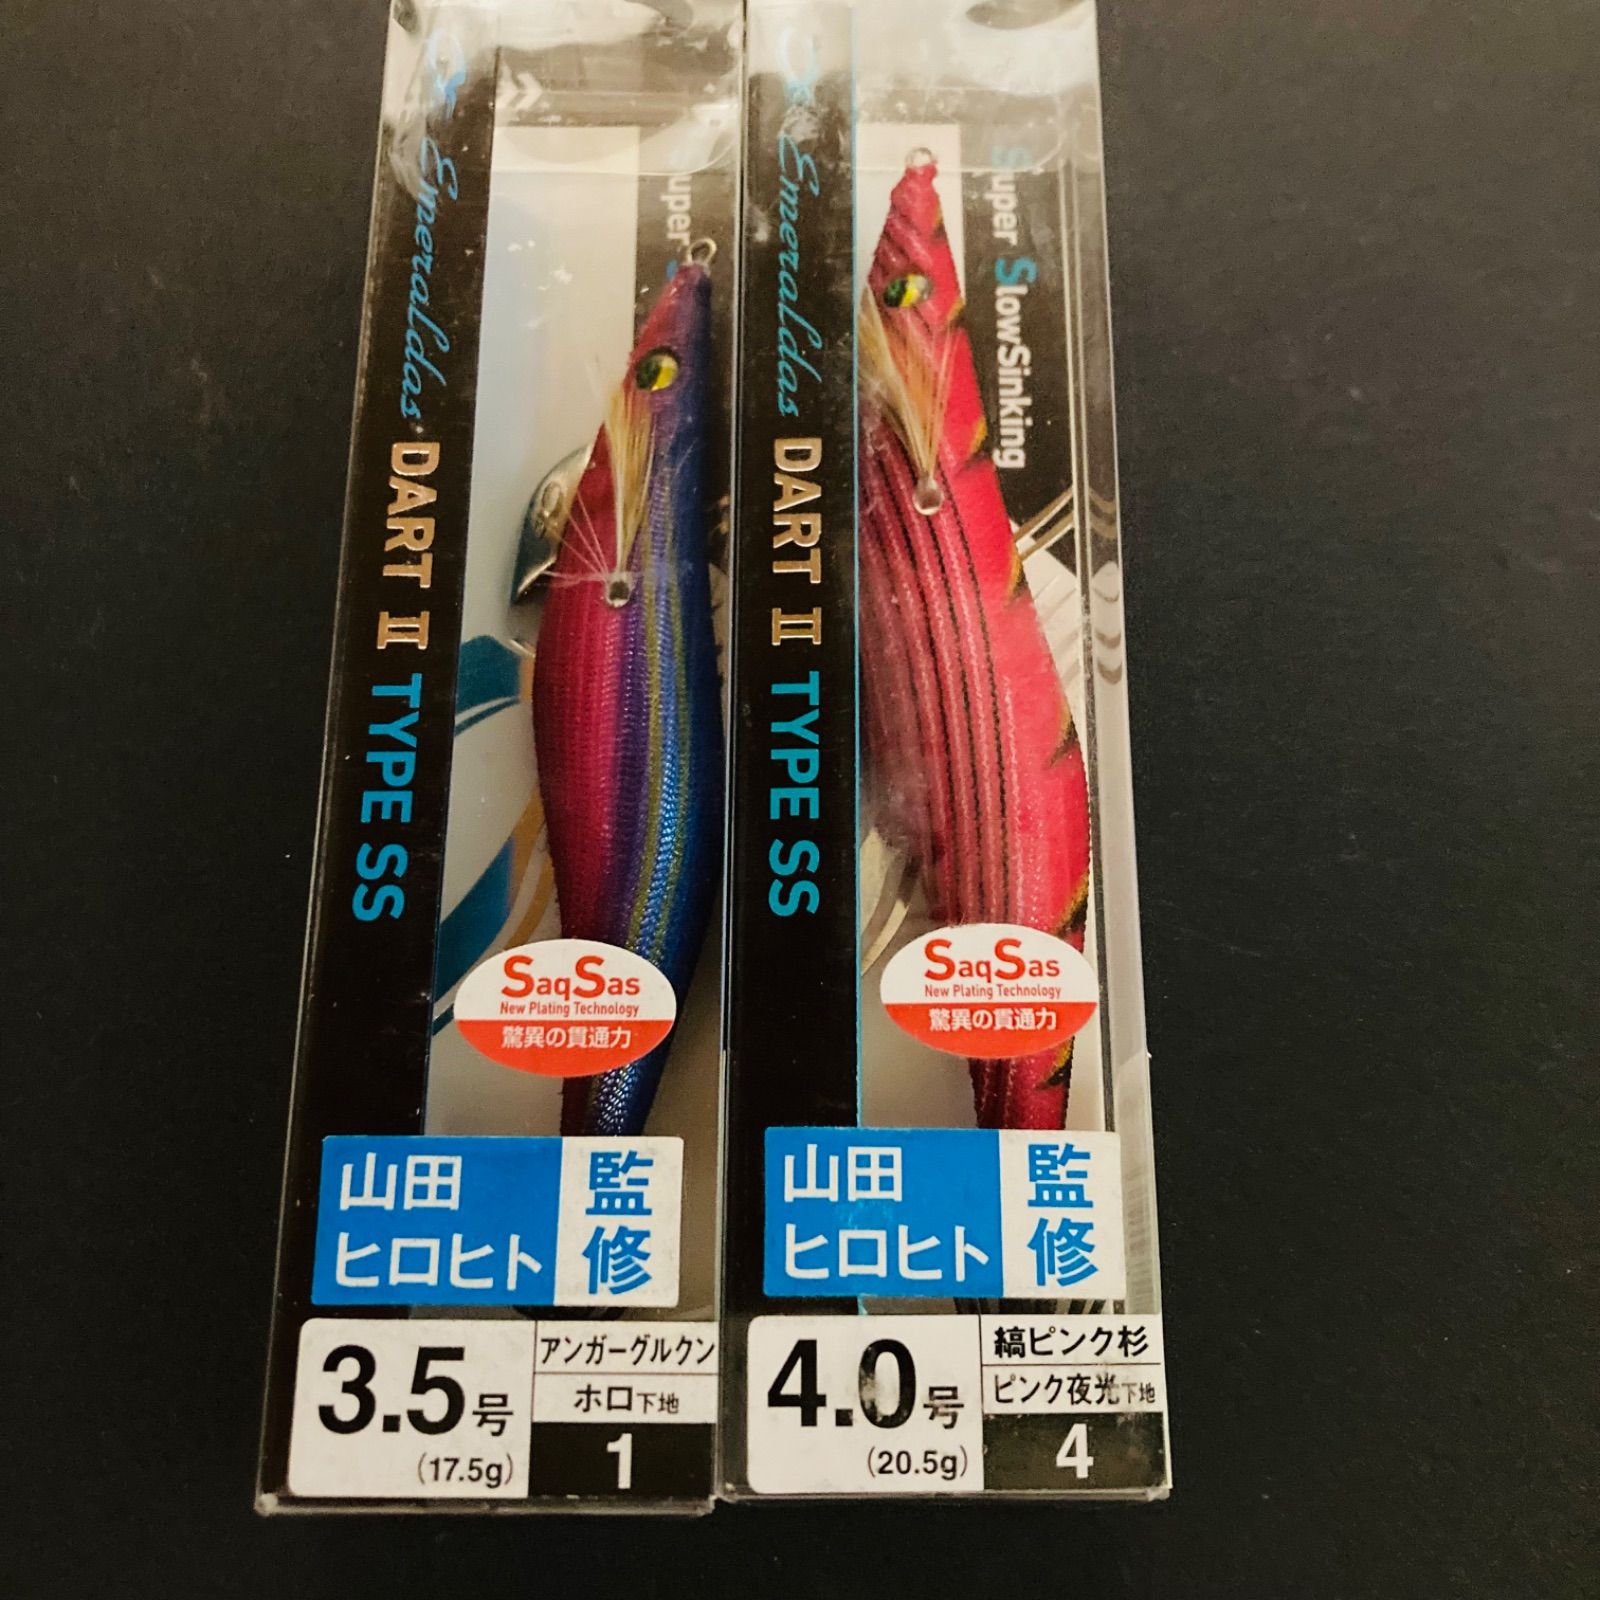 Emeraldas DART II TYPE SS
Super
SaqSas
New Plating Technology
驚異の貫通力
山田
ヒロヒト
監修
3.5号
(17.5g)
アンガーグルクン
ホロ下地
1
Emeraldas DART II TYPE SS
Super SlowSinking
SaqSas
New Plating Technology
驚異の貫通力
山田
ヒロヒト
監修
4.0号
(20.5g)
縞ピンク杉
ピンク夜光下地
4